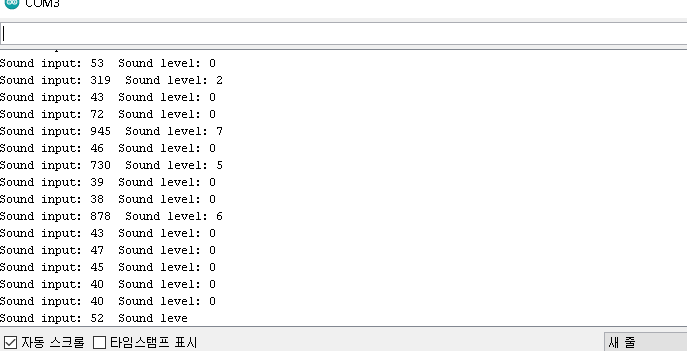 COM3
Sound input: 53  Sound level: 0
Sound input: 319  Sound level: 2
Sound input: 43  Sound level: 0
Sound input: 72  Sound level: 0
Sound input: 945  Sound level: 7
Sound input: 46  Sound level: 0
Sound input: 730  Sound level: 5
Sound input: 39  Sound level: 0
Sound input: 38  Sound level: 0
Sound input: 878  Sound level: 6
Sound input: 43  Sound level: 0
Sound input: 47  Sound level: 0
Sound input: 45  Sound level: 0
Sound input: 40  Sound level: 0
Sound input: 40  Sound level: 0
Sound input: 52  Sound leve
자동 스크롤 타임스탬프 표시 새 줄